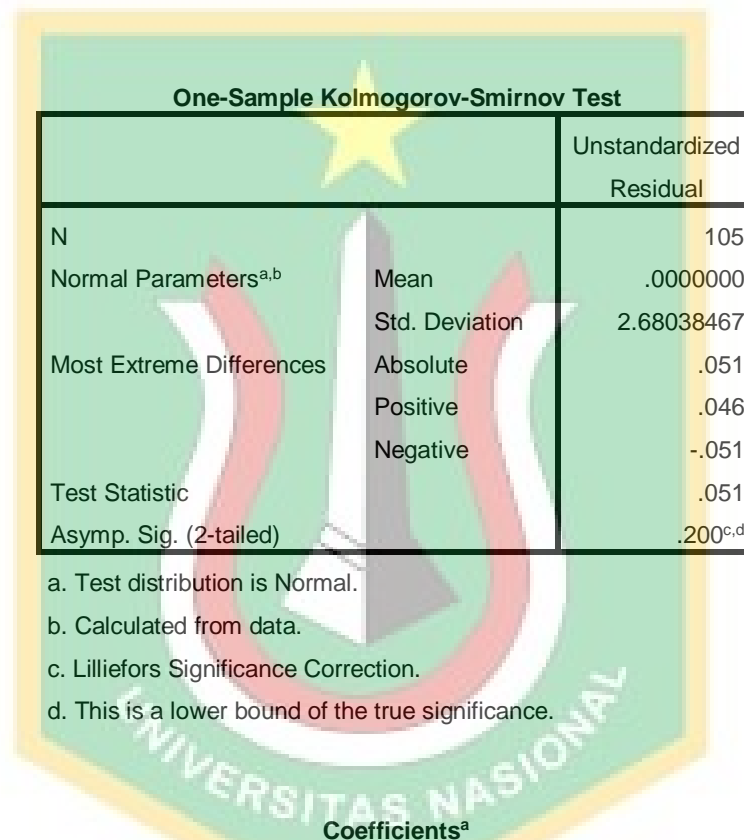 One-Sample Kolmogorov-Smirnov Test
Unstandardized
Residual
N 105
Normal Parametersa,b Mean .0000000
Std. Deviation 2.68038467
Most Extreme Differences Absolute .051
Positive .046
Negative -.051
Test Statistic .051
Asymp. Sig. (2-tailed) .200c,d
a. Test distribution is Normal.
b. Calculated from data.
c. Lilliefors Significance Correction.
d. This is a lower bound of the true significance.
UNIVERSITAS NASIONAL
Coefficientsa